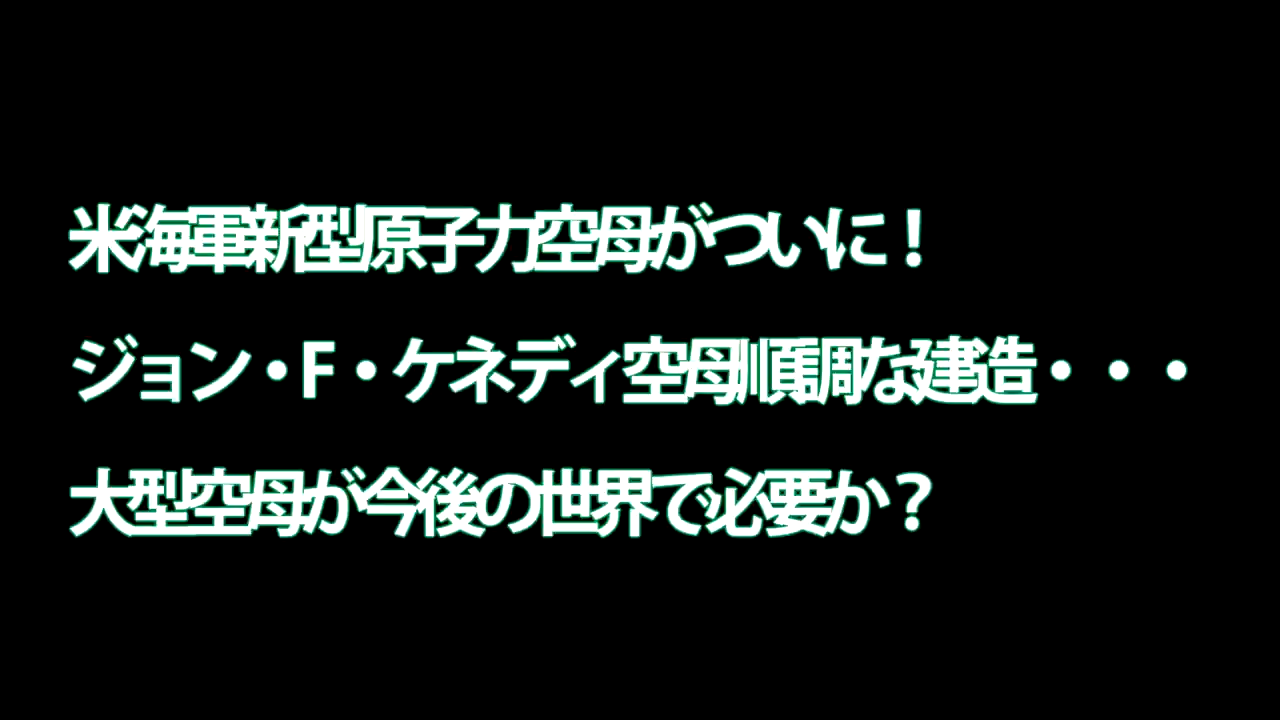 米海軍新型原子力空母がついに！
ジョン・F・ケネディ空母順調な建造・・・
大型空母が今後の世界で必要か？